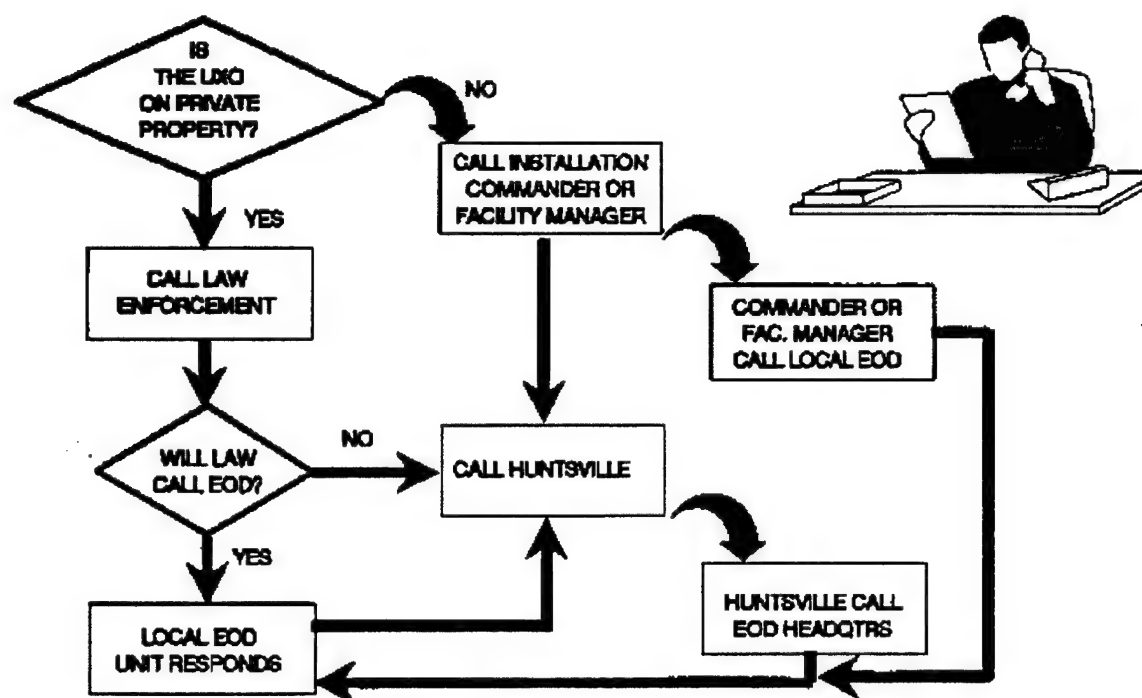 IS
THE UXO
ON PRIVATE
PROPERTY?
NO
CALL INSTALLATION
COMMANDER OR
FACILITY MANAGER
YES
CALL LAW
ENFORCEMENT
COMMANDER OR
FAC. MANAGER
CALL LOCAL EOD
WILL LAW
CALL EOD?
NO
CALL HUNTSVILLE
YES
LOCAL EOD
UNIT RESPONDS
HUNTSVILLE CALL
EOD HEADQTRS